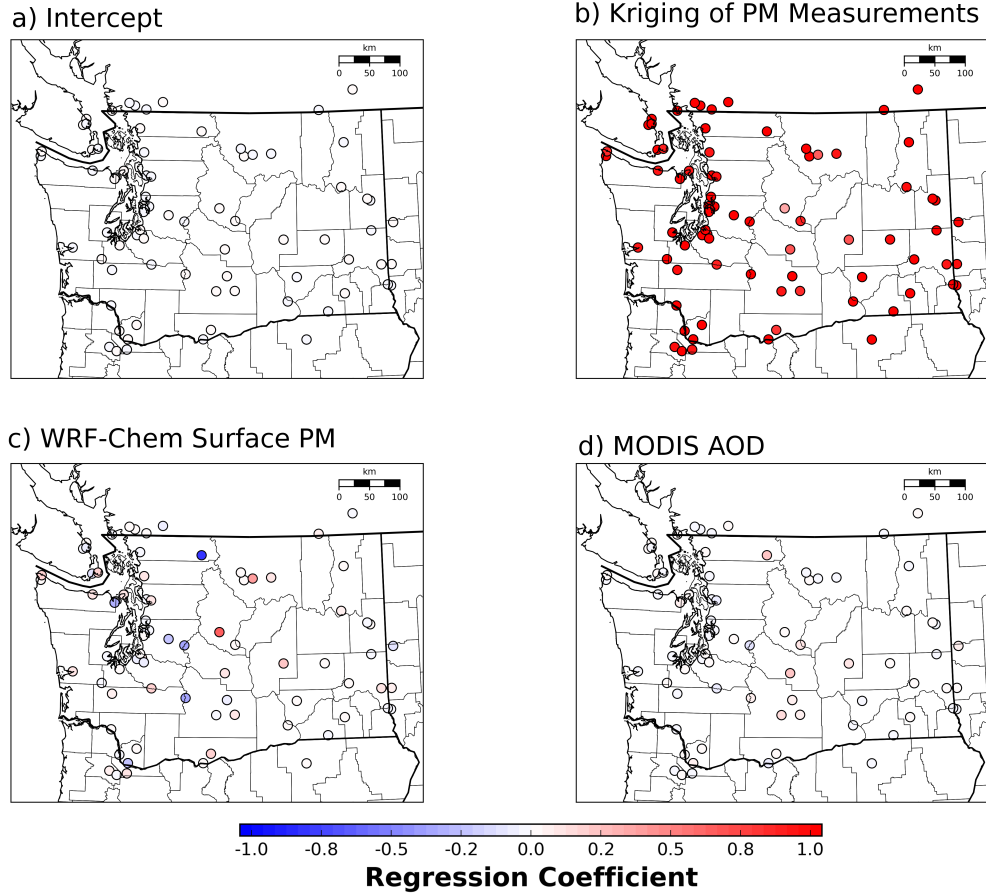 a) Intercept
b) Kriging of PM Measurements
km
0 50 100
km
0 50 100
c) WRF-Chem Surface PM
d) MODIS AOD
km
0 50 100
km
0 50 100
-1.0 -0.8 -0.5 -0.2 0.0 0.2 0.5 0.8 1.0
Regression Coefficient